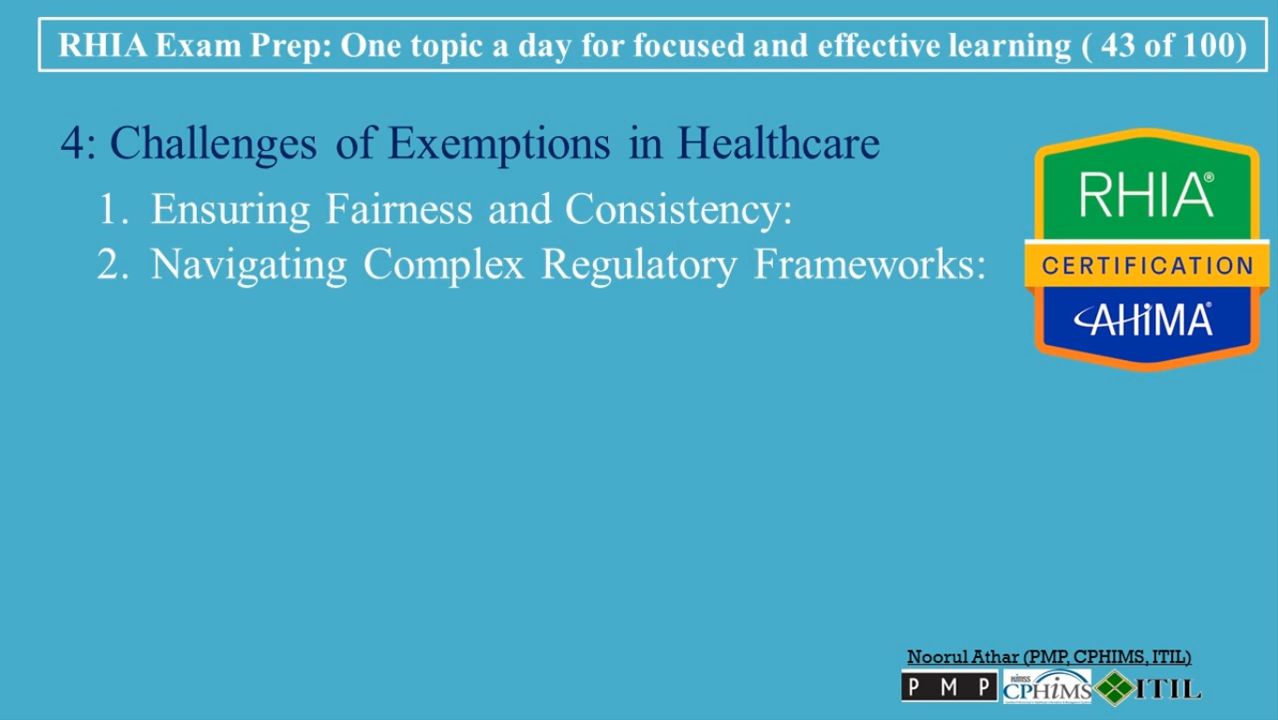 RHIA Exam Prep: One topic a day for focused and effective learning ( 43 of 100)
4: Challenges of Exemptions in Healthcare
1. Ensuring Fairness and Consistency:
2. Navigating Complex Regulatory Frameworks:
RHIA®
CERTIFICATION
AHIMA®
Noorul Athar (PMP, CPHIMS, ITIL)
P M P
himss
CPHIMS
ITIL